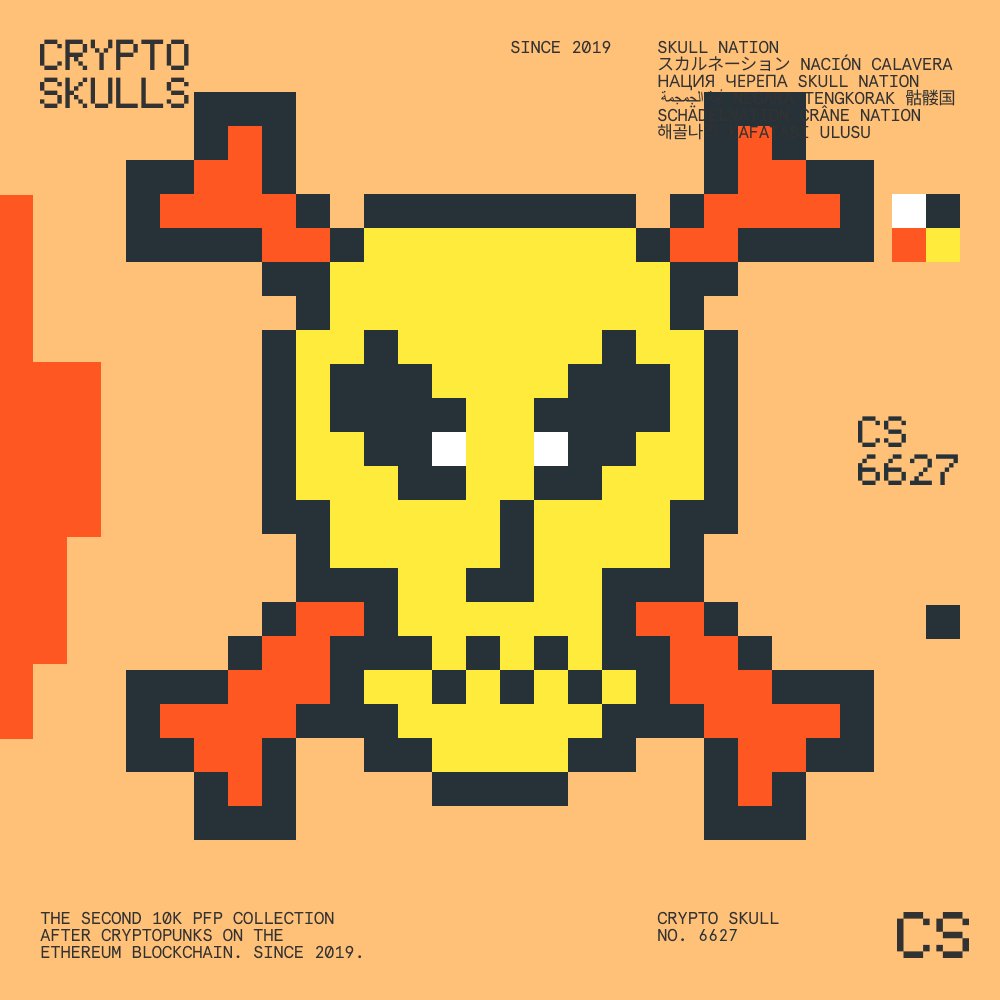 CRYPTO
SKULLS
SINCE 2019
SKULL NATION
スカルネーション NACIÓN CALAVERA
НАЦИЯ ЧЕРЕПА SKULL NATION
الجمجمة TENGKORAK 骷髅国
CRÂNE NATION
ULUSU
CS
6627
THE SECOND 10K PFP COLLECTION
AFTER CRYPTOPUNKS ON THE
ETHEREUM BLOCKCHAIN. SINCE 2019.
CRYPTO SKULL
NO. 6627
CS